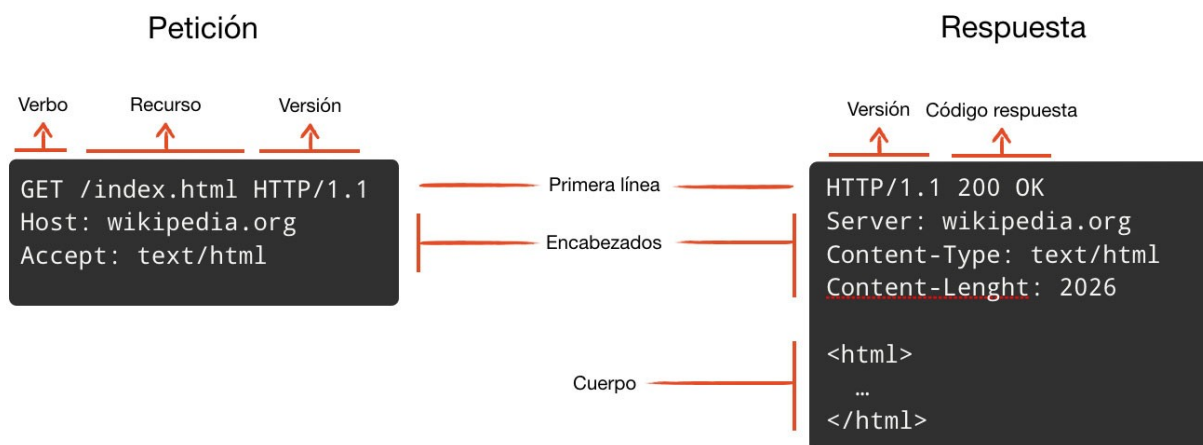 Petición
Verbo
Recurso
Versión
GET /index.html HTTP/1.1
Host: wikipedia.org
Accept: text/html
Primera línea
Encabezados
Cuerpo
Respuesta
Versión
Código respuesta
HTTP/1.1 200 OK
Server: wikipedia.org
Content-Type: text/html
Content-Lenght: 2026
<html>
…
</html>